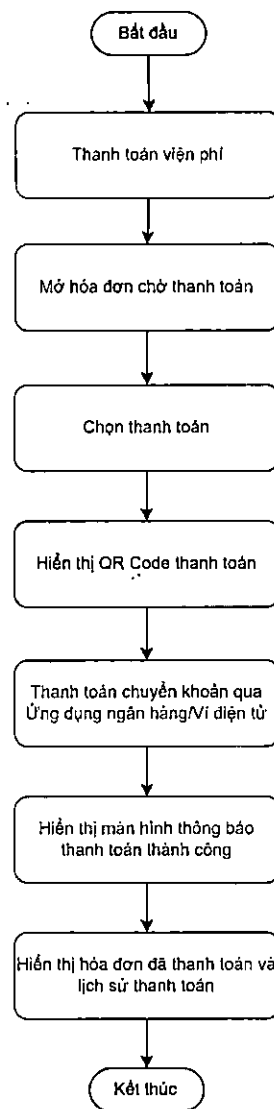 Bắt đầu
Thanh toán viện phí
Mở hóa đơn chờ thanh toán
Chọn thanh toán
Hiển thị QR Code thanh toán
Thanh toán chuyển khoản qua
Ứng dụng ngân hàng/Ví điện tử
Hiển thị màn hình thông báo
thanh toán thành công
Hiển thị hóa đơn đã thanh toán và
lịch sử thanh toán
Kết thúc